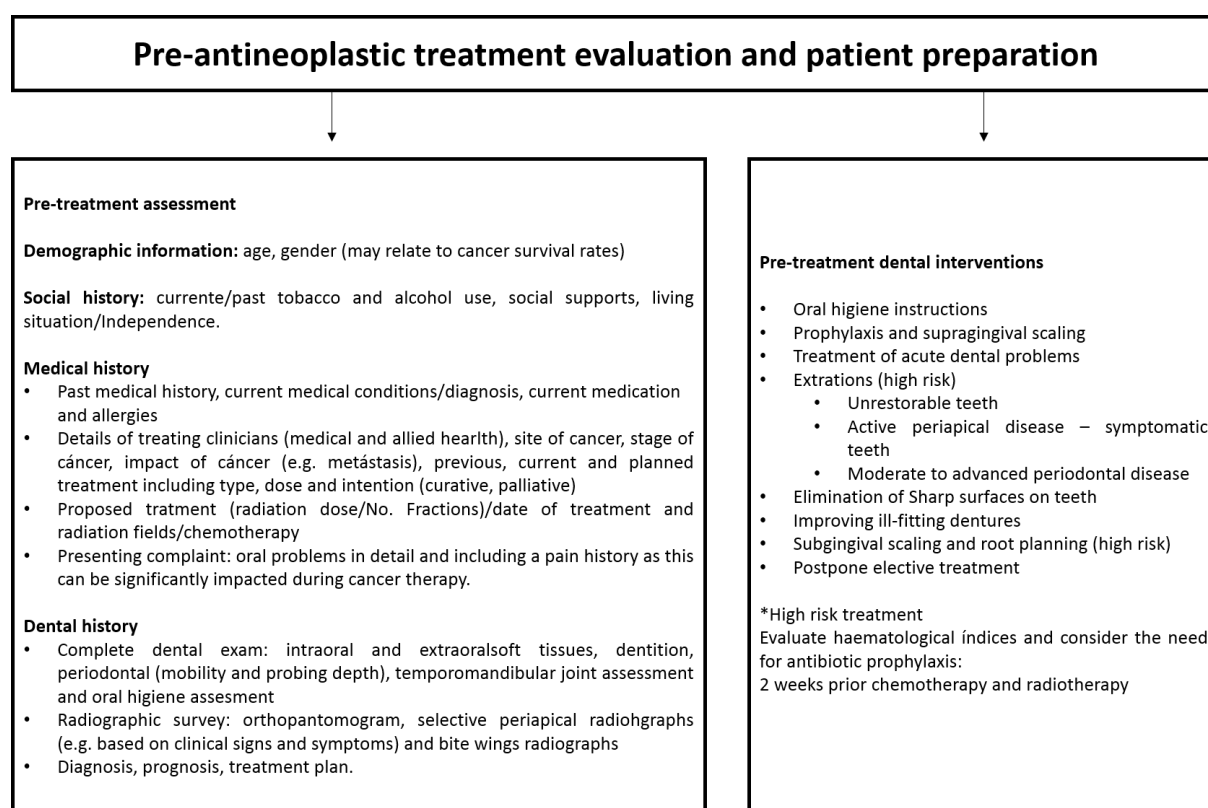 Pre-antineoplastic treatment evaluation and patient preparation
Pre-treatment assessment
Demographic information: age, gender (may relate to cancer survival rates)
Social history: currente/past tobacco and alcohol use, social supports, living
situation/Independence.
Medical history
• Past medical history, current medical conditions/diagnosis, current medication
and allergies
• Details of treating clinicians (medical and allied hearlth), site of cancer, stage of
cáncer, impact of cáncer (e.g. metástasis), previous, current and planned
treatment including type, dose and intention (curative, palliative)
• Proposed tratment (radiation dose/No. Fractions)/date of treatment and
radiation fields/chemotherapy
• Presenting complaint: oral problems in detail and including a pain history as this
can be significantly impacted during cancer therapy.
Dental history
• Complete dental exam: intraoral and extraoralsoft tissues, dentition,
periodontal (mobility and probing depth), temporomandibular joint assessment
and oral higiene assesment
• Radiographic survey: orthopantomogram, selective periapical radiohgraphs
(e.g. based on clinical signs and symptoms) and bite wings radiographs
• Diagnosis, prognosis, treatment plan.
Pre-treatment dental interventions
• Oral higiene instructions
• Prophylaxis and supragingival scaling
• Treatment of acute dental problems
• Extrations (high risk)
• Unrestorable teeth
• Active periapical disease – symptomatic
teeth
• Moderate to advanced periodontal disease
• Elimination of Sharp surfaces on teeth
• Improving ill-fitting dentures
• Subgingival scaling and root planning (high risk)
• Postpone elective treatment
*High risk treatment
Evaluate haematological índices and consider the need
for antibiotic prophylaxis:
2 weeks prior chemotherapy and radiotherapy